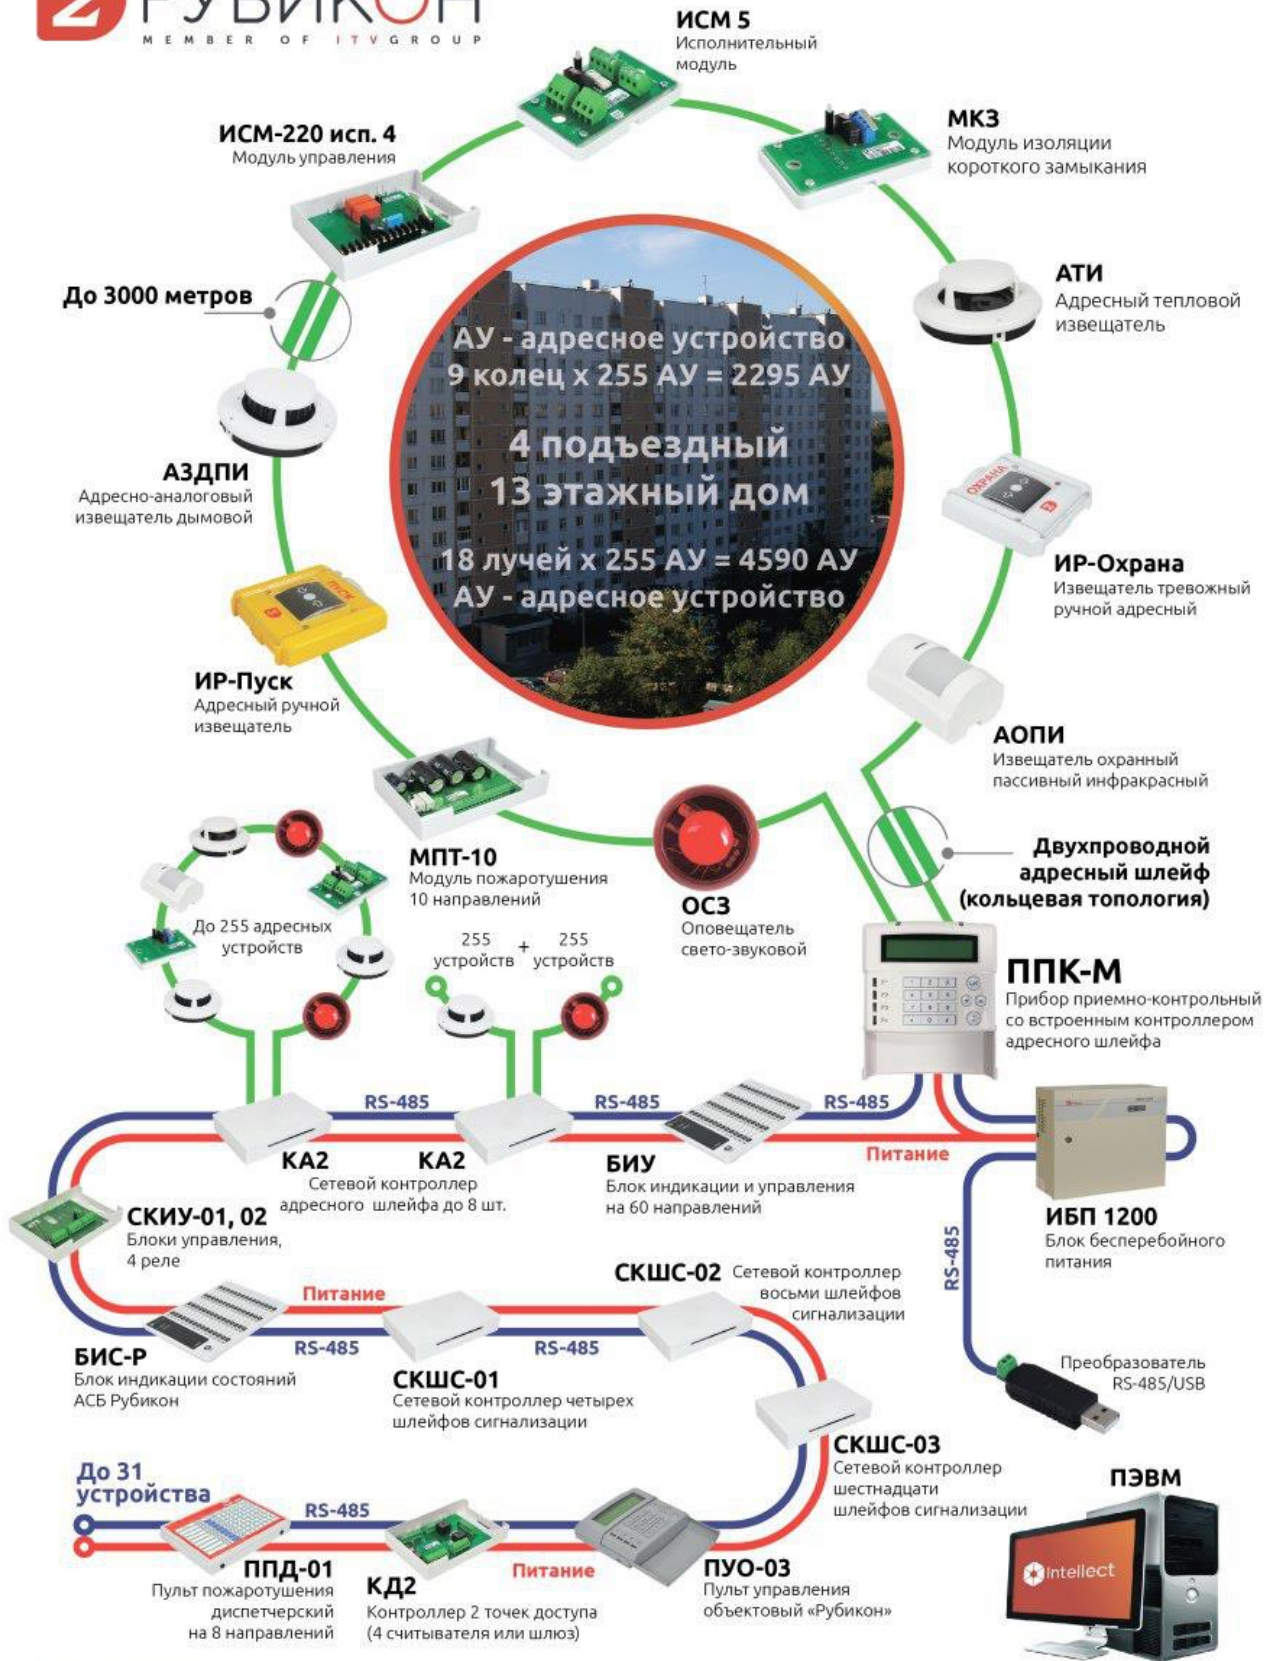 РУБИКОН
MEMBER OF ITVGROUP
ИСМ 5
Исполнительный
модуль
ИСМ-220 исп. 4
Модуль управления
МКЗ
Модуль изоляции
короткого замыкания
До 3000 метров
АТИ
Адресный тепловой
извещатель
АУ - адресное устройство
9 колец x 255 АУ = 2295 АУ
4 подъездный
13 этажный дом
18 лучей x 255 АУ = 4590 АУ
АУ - адресное устройство
АЗДПИ
Адресно-аналоговый
извещатель дымовой
ОХРАНА
ИР-Охрана
Извещатель тревожный
ручной адресный
ПУСК
ИР-Пуск
Адресный ручной
извещатель
АОПИ
Извещатель охранный
пассивный инфракрасный
МПТ-10
Модуль пожаротушения
10 направлений
Двухпроводной
адресный шлейф
(кольцевая топология)
ОСЗ
Оповещатель
свето-звуковой
До 255 адресных
устройств
255
устройств
+
255
устройств
ППК-М
Прибор приемно-контрольный
со встроенным контроллером
адресного шлейфа
RS-485
RS-485
RS-485
Питание
КА2
КА2
Сетевой контроллер
адресного шлейфа до 8 шт.
БИУ
Блок индикации и управления
на 60 направлений
СКИУ-01, 02
Блоки управления,
4 реле
ИБП 1200
Блок бесперебойного
питания
RS-485
СКШС-02
Сетевой контроллер
восьми шлейфов
сигнализации
Питание
RS-485
RS-485
БИС-Р
Блок индикации состояний
АСБ Рубикон
СКШС-01
Сетевой контроллер четырех
шлейфов сигнализации
Преобразователь
RS-485/USB
СКШС-03
Сетевой контроллер
шестнадцати
шлейфов сигнализации
ПЭВМ
Intellect
До 31
устройства
RS-485
Питание
ППД-01
Пульт пожаротушения
диспетчерский
на 8 направлений
КД2
Контроллер 2 точек доступа
(4 считывателя или шлюз)
ПУО-03
Пульт управления
объектовый «Рубикон»